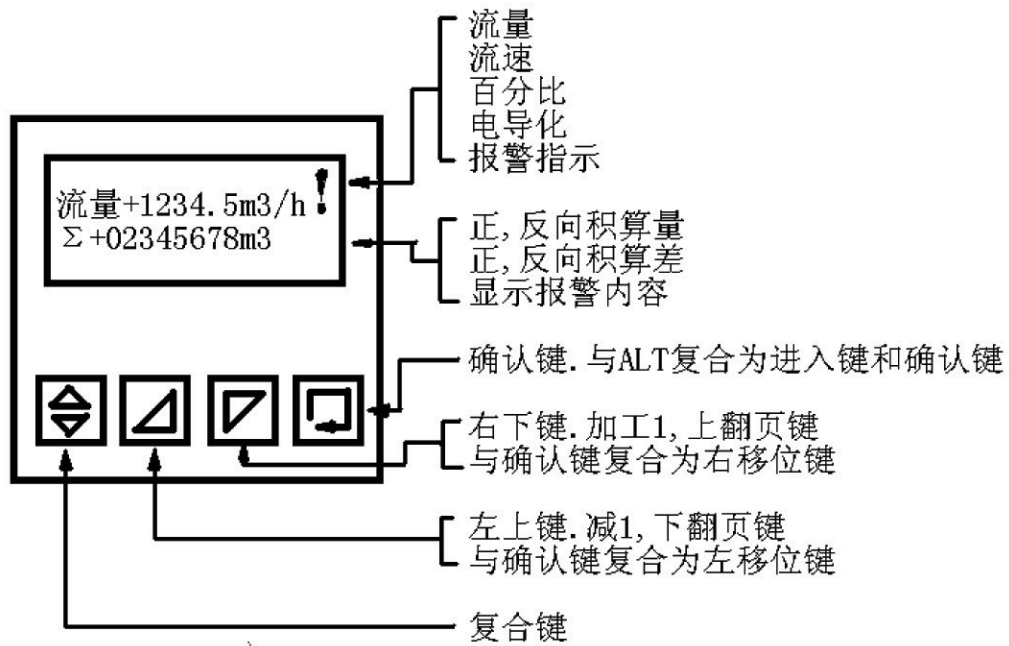 流量
流速
百分比
电导化
报警指示
流量+1234.5m3/h!
Σ+02345678m3
正,反向积算量
正,反向积算差
显示报警内容
确认键.与ALT复合为进入键和确认键
右下键.加工1,上翻页键
与确认键复合为右移位键
左上键.减1,下翻页键
与确认键复合为左移位键
复合键